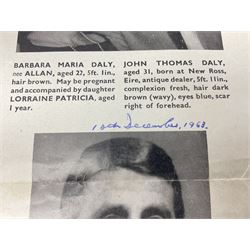 BARBARA MARIA DALY,
née ALLAN, aged 22, 5ft. 1in.,
hair brown. May be pregnant
and accompanied by daughter
LORRAINE PATRICIA, aged
1 year.
JOHN THOMAS DALY,
aged 31, born at New Ross,
Eire, antique dealer, 5ft. 11in.,
complexion fresh, hair dark
brown (wavy), eyes blue, scar
right of forehead.
10th December, 1968.